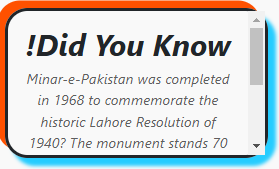 !Did You Know
Minar-e-Pakistan was completed
in 1968 to commemorate the
historic Lahore Resolution of
1940? The monument stands 70